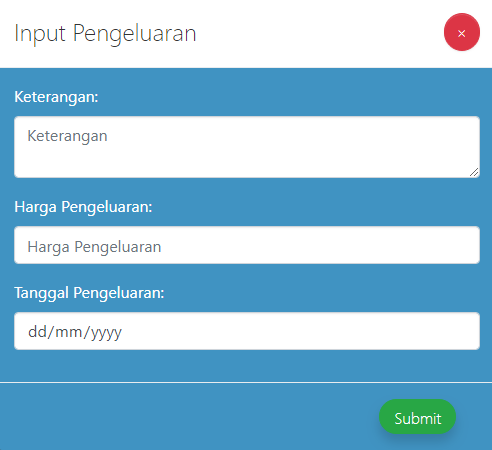 Input Pengeluaran
×
Keterangan:
Keterangan
Harga Pengeluaran:
Harga Pengeluaran
Tanggal Pengeluaran:
dd/mm/yyyy
Submit